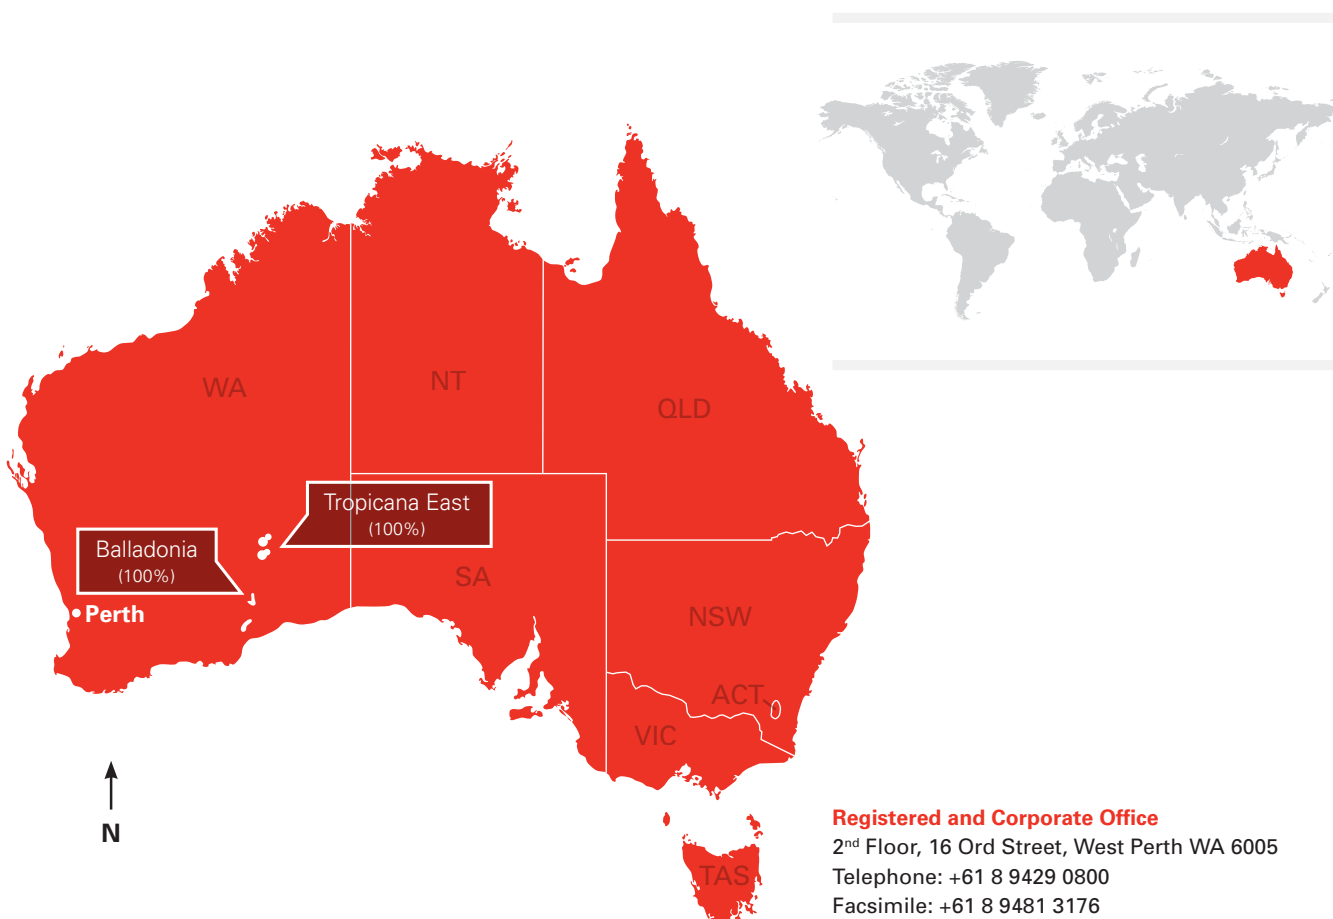 WA
NT
QLD
Tropicana East
(100%)
Balladonia
(100%)
SA
Perth
NSW
ACT
VIC
N
TAS
Registered and Corporate Office
2nd Floor, 16 Ord Street, West Perth WA 6005
Telephone: +61 8 9429 0800
Facsimile: +61 8 9481 3176